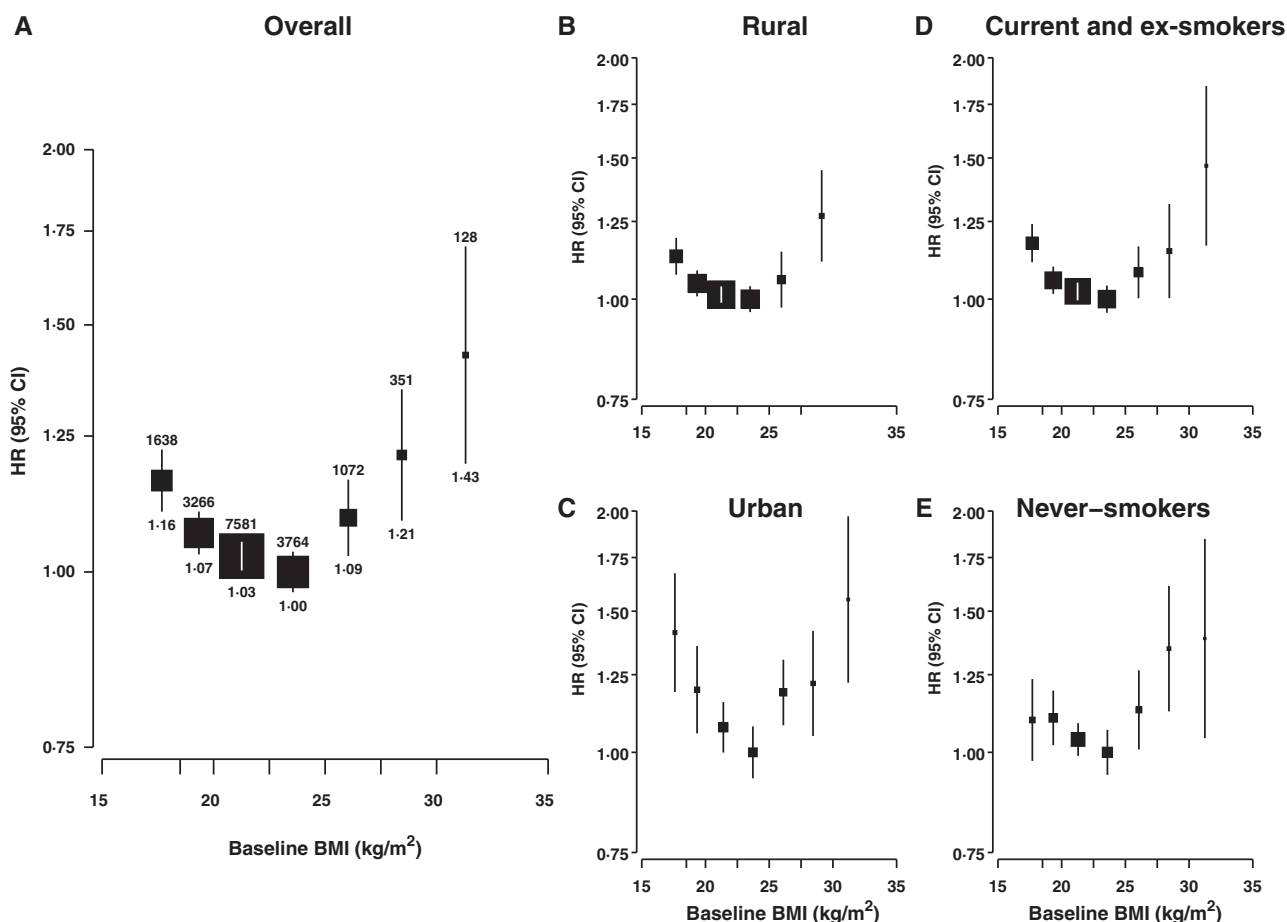 A Overall
2·00
1·75
1·50
1·25
1·00
0·75
HR (95% CI)
1638
1·16
3266
1·07
7581
1·03
3764
1·00
1072
1·09
351
1·21
128
1·43
15 20 25 30 35
Baseline BMI (kg/m²)
B Rural
2·00
1·75
1·50
1·25
1·00
0·75
HR (95% CI)
15 20 25 30 35
D Current and ex-smokers
2·00
1·75
1·50
1·25
1·00
0·75
HR (95% CI)
15 20 25 30 35
C Urban
2·00
1·75
1·50
1·25
1·00
0·75
HR (95% CI)
15 20 25 30 35
Baseline BMI (kg/m²)
E Never–smokers
2·00
1·75
1·50
1·25
1·00
0·75
HR (95% CI)
15 20 25 30 35
Baseline BMI (kg/m²)